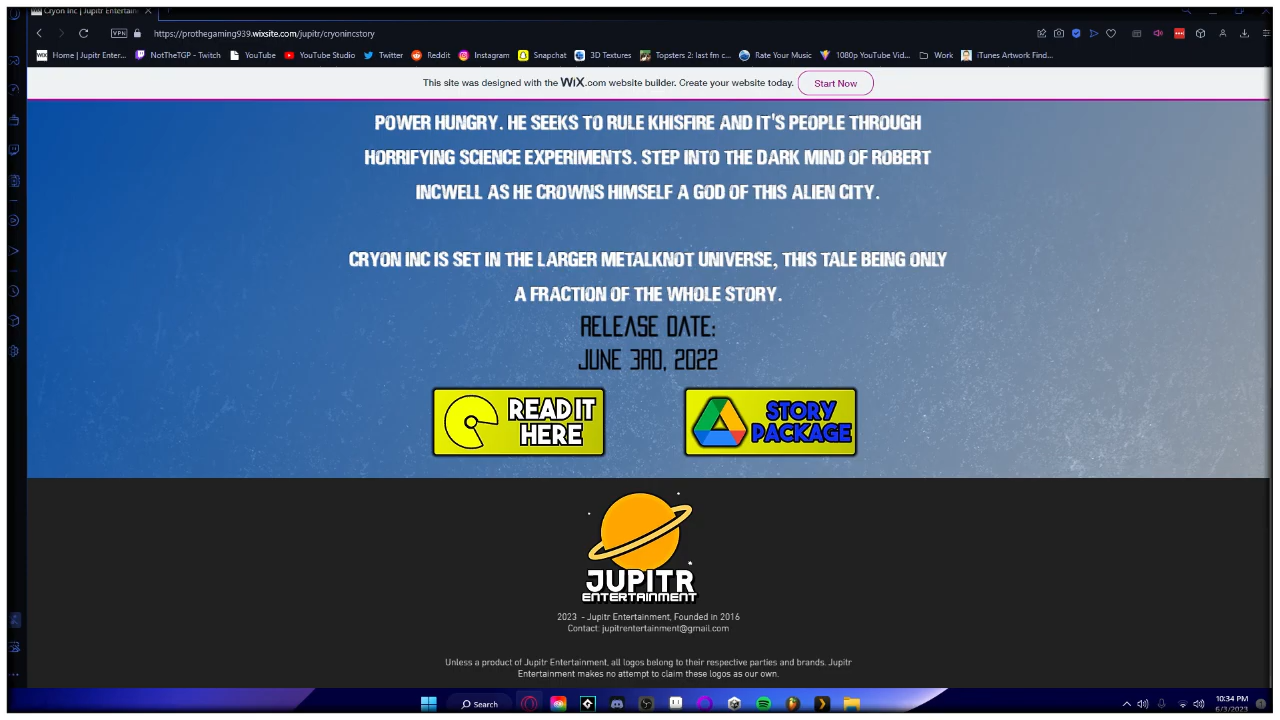 Cryon Inc | Jupitr Entertain
https://prothegaming939.wixsite.com/jupitr/cryonincstory
VPN
Home | Jupitr Enter...
NotTheTGP - Twitch
YouTube
YouTube Studio
Twitter
Reddit
Instagram
Snapchat
3D Textures
Topsters 2: last fm c...
Rate Your Music
1080p YouTube Vid...
Work
iTunes Artwork Find...
This site was designed with the WiX.com website builder. Create your website today.
Start Now
POWER HUNGRY. HE SEEKS TO RULE KHISFIRE AND IT'S PEOPLE THROUGH
HORRIFYING SCIENCE EXPERIMENTS. STEP INTO THE DARK MIND OF ROBERT
INCWELL AS HE CROWNS HIMSELF A GOD OF THIS ALIEN CITY.
CRYON INC IS SET IN THE LARGER METALKNOT UNIVERSE, THIS TALE BEING ONLY
A FRACTION OF THE WHOLE STORY.
RELEASE DATE:
JUNE 3RD, 2022
READ IT
HERE
STORY
PACKAGE
JUPITR
ENTERTAINMENT
2023 - Jupitr Entertainment, Founded in 2016
Contact: jupitrentertainment@gmail.com
Unless a product of Jupitr Entertainment, all logos belong to their respective parties and brands. Jupitr
Entertainment makes no attempt to claim these logos as our own.
Search
10:34 PM
6/3/2023